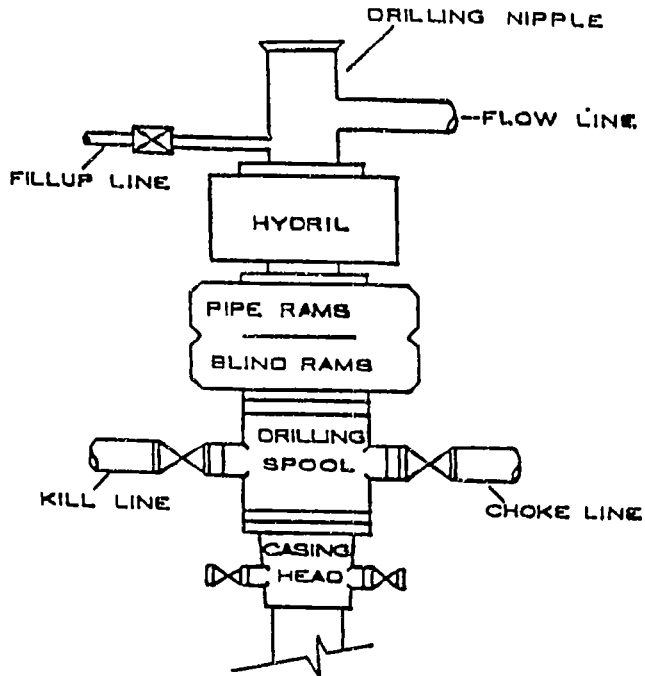 DRILLING NIPPLE
FLOW LINE
FILLUP LINE
HYDRIL
PIPE RAMS
BLIND RAMS
DRILLING
SPOOL
KILL LINE
CHOKE LINE
CASING
HEAD